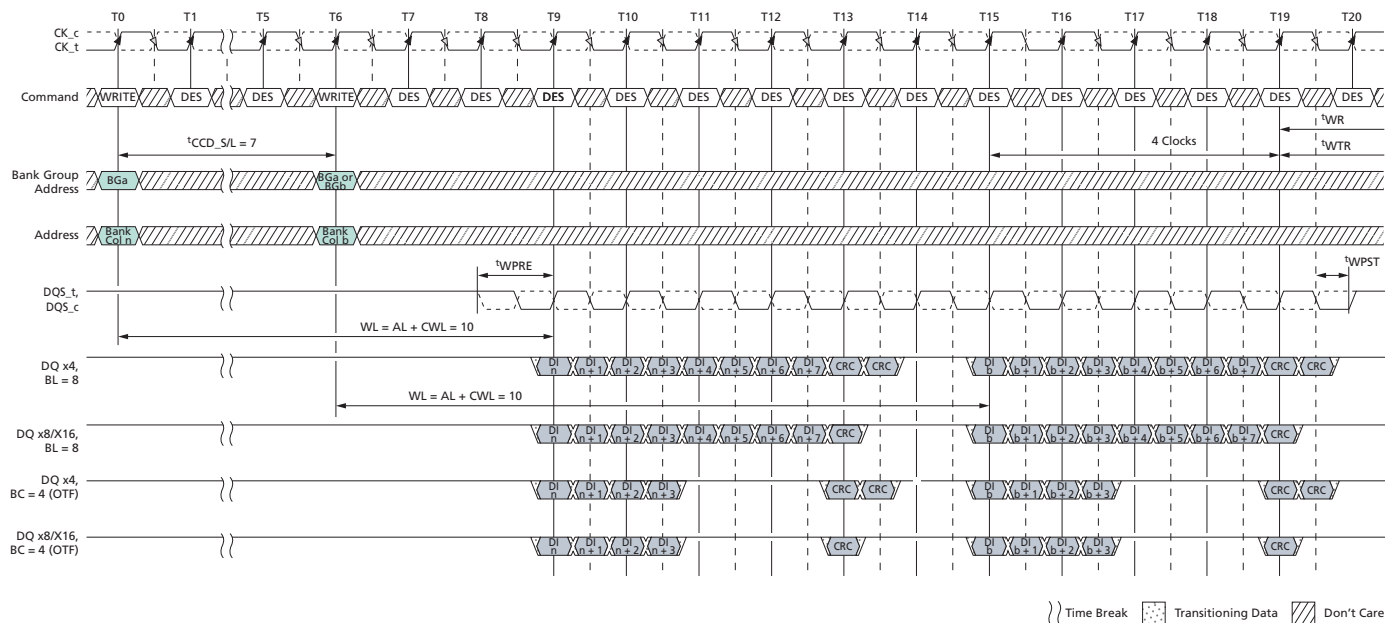 T0 T1 T5 T6 T7 T8 T9 T10 T11 T12 T13 T14 T15 T16 T17 T18 T19 T20
CK_c
CK_t
Command WRITE DES DES WRITE DES DES DES DES DES DES DES DES DES DES DES DES DES DES
tWR
tCCD_S/L = 7 4 Clocks tWTR
Bank Group
Address BGa BGa or
BGb
Address Bank
Col n Bank
Col b
tWPRE tWPST
DQS_t,
DQS_c
WL = AL + CWL = 10
DQ x4,
BL = 8
DI
n DI
n + 1 DI
n + 2 DI
n + 3 DI
n + 4 DI
n + 5 DI
n + 6 DI
n + 7 CRC CRC DI
b DI
b + 1 DI
b + 2 DI
b + 3 DI
b + 4 DI
b + 5 DI
b + 6 DI
b + 7 CRC CRC
WL = AL + CWL = 10
DQ x8/X16,
BL = 8
DI
n DI
n + 1 DI
n + 2 DI
n + 3 DI
n + 4 DI
n + 5 DI
n + 6 DI
n + 7 CRC DI
b DI
b + 1 DI
b + 2 DI
b + 3 DI
b + 4 DI
b + 5 DI
b + 6 DI
b + 7 CRC
DQ x4,
BC = 4 (OTF)
DI
n DI
n + 1 DI
n + 2 DI
n + 3 CRC CRC DI
b DI
b + 1 DI
b + 2 DI
b + 3 CRC CRC
DQ x8/X16,
BC = 4 (OTF)
DI
n DI
n + 1 DI
n + 2 DI
n + 3 CRC DI
b DI
b + 1 DI
b + 2 DI
b + 3 CRC
Time Break Transitioning Data Don't Care